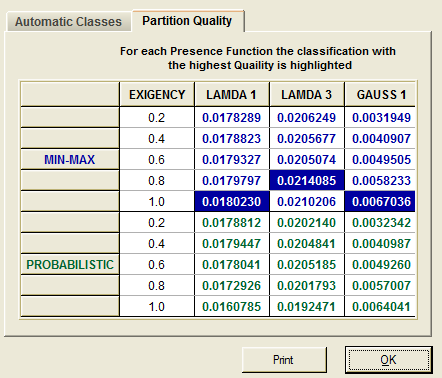 Automatic Classes Partition Quality
For each Presence Function the classification with
the highest Quaility is highlighted
EXIGENCY LAMDA 1 LAMDA 3 GAUSS 1
0.2 0.0178289 0.0206249 0.0031949
0.4 0.0178823 0.0205677 0.0040907
MIN-MAX 0.6 0.0179327 0.0205074 0.0049505
0.8 0.0179797 0.0214085 0.0058233
1.0 0.0180230 0.0210206 0.0067036
0.2 0.0178812 0.0202140 0.0032342
0.4 0.0179447 0.0204841 0.0040987
PROBABILISTIC 0.6 0.0178041 0.0205185 0.0049260
0.8 0.0172926 0.0201793 0.0057007
1.0 0.0160785 0.0192471 0.0064041
Print OK